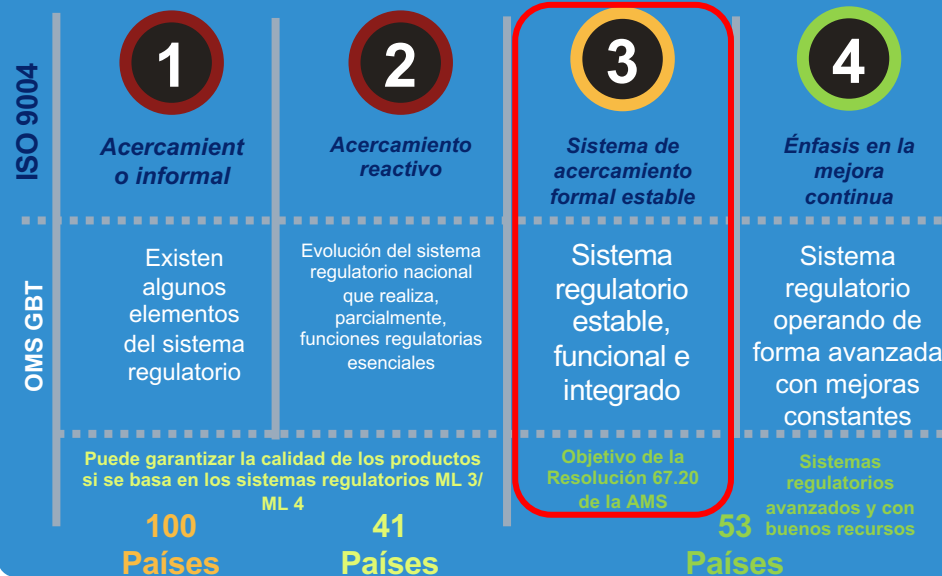 ISO 9004
1
2
3
4
Acercamient
o informal
Acercamiento
reactivo
Sistema de
acercamiento
formal estable
Énfasis en la
mejora
continua
OMS GBT
Existen
algunos
elementos
del sistema
regulatorio
Evolución del sistema
regulatorio nacional
que realiza,
parcialmente,
funciones regulatorias
esenciales
Sistema
regulatorio
estable,
funcional e
integrado
Sistema
regulatorio
operando de
forma avanzada
con mejoras
constantes
Puede garantizar la calidad de los productos
si se basa en los sistemas regulatorios ML 3/
ML 4
Objetivo de la
Resolución 67.20
de la AMS
Sistemas
regulatorios
avanzados y con
buenos recursos
100
Países
41
Países
53
Países